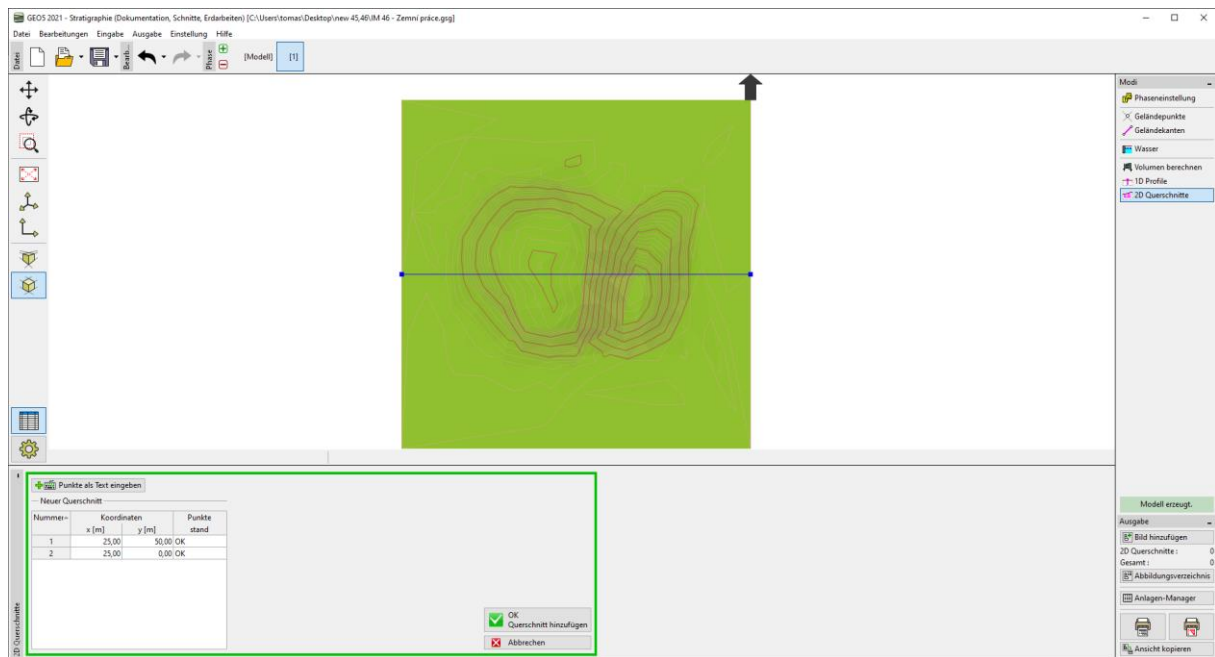 GEO5 2021 - Stratigraphie (Dokumentation, Schnitte, Erdarbeiten) [C:\Users\tomas\Desktop\new 45,46\IM 46 - Zemní práce.gsg]
Datei Bearbeitungen Eingabe Ausgabe Einstellung Hilfe
Datei
Bearb...
Phase
[Modell] [1]
Modi
Phaseneinstellung
Geländepunkte
Geländekanten
Wasser
Volumen berechnen
1D Profile
2D Querschnitte
Punkte als Text eingeben
Neuer Querschnitt
Nummer Koordinaten Punkte
x [m] y [m] stand
1 25,00 50,00 OK
2 25,00 0,00 OK
OK
Querschnitt hinzufügen
Abbrechen
2D Querschnitte
Modell erzeugt.
Ausgabe
Bild hinzufügen
2D Querschnitte : 0
Gesamt : 0
Abbildungsverzeichnis
Anlagen-Manager
Ansicht kopieren